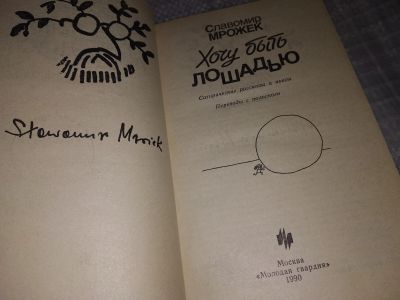 Sławomir Mrożek
Славомир
МРОЖЕК
Хочу быть
ЛОШАДЬЮ
Сатирические рассказы и пьесы
Переводы с польского
Москва
«Молодая гвардия»
1990